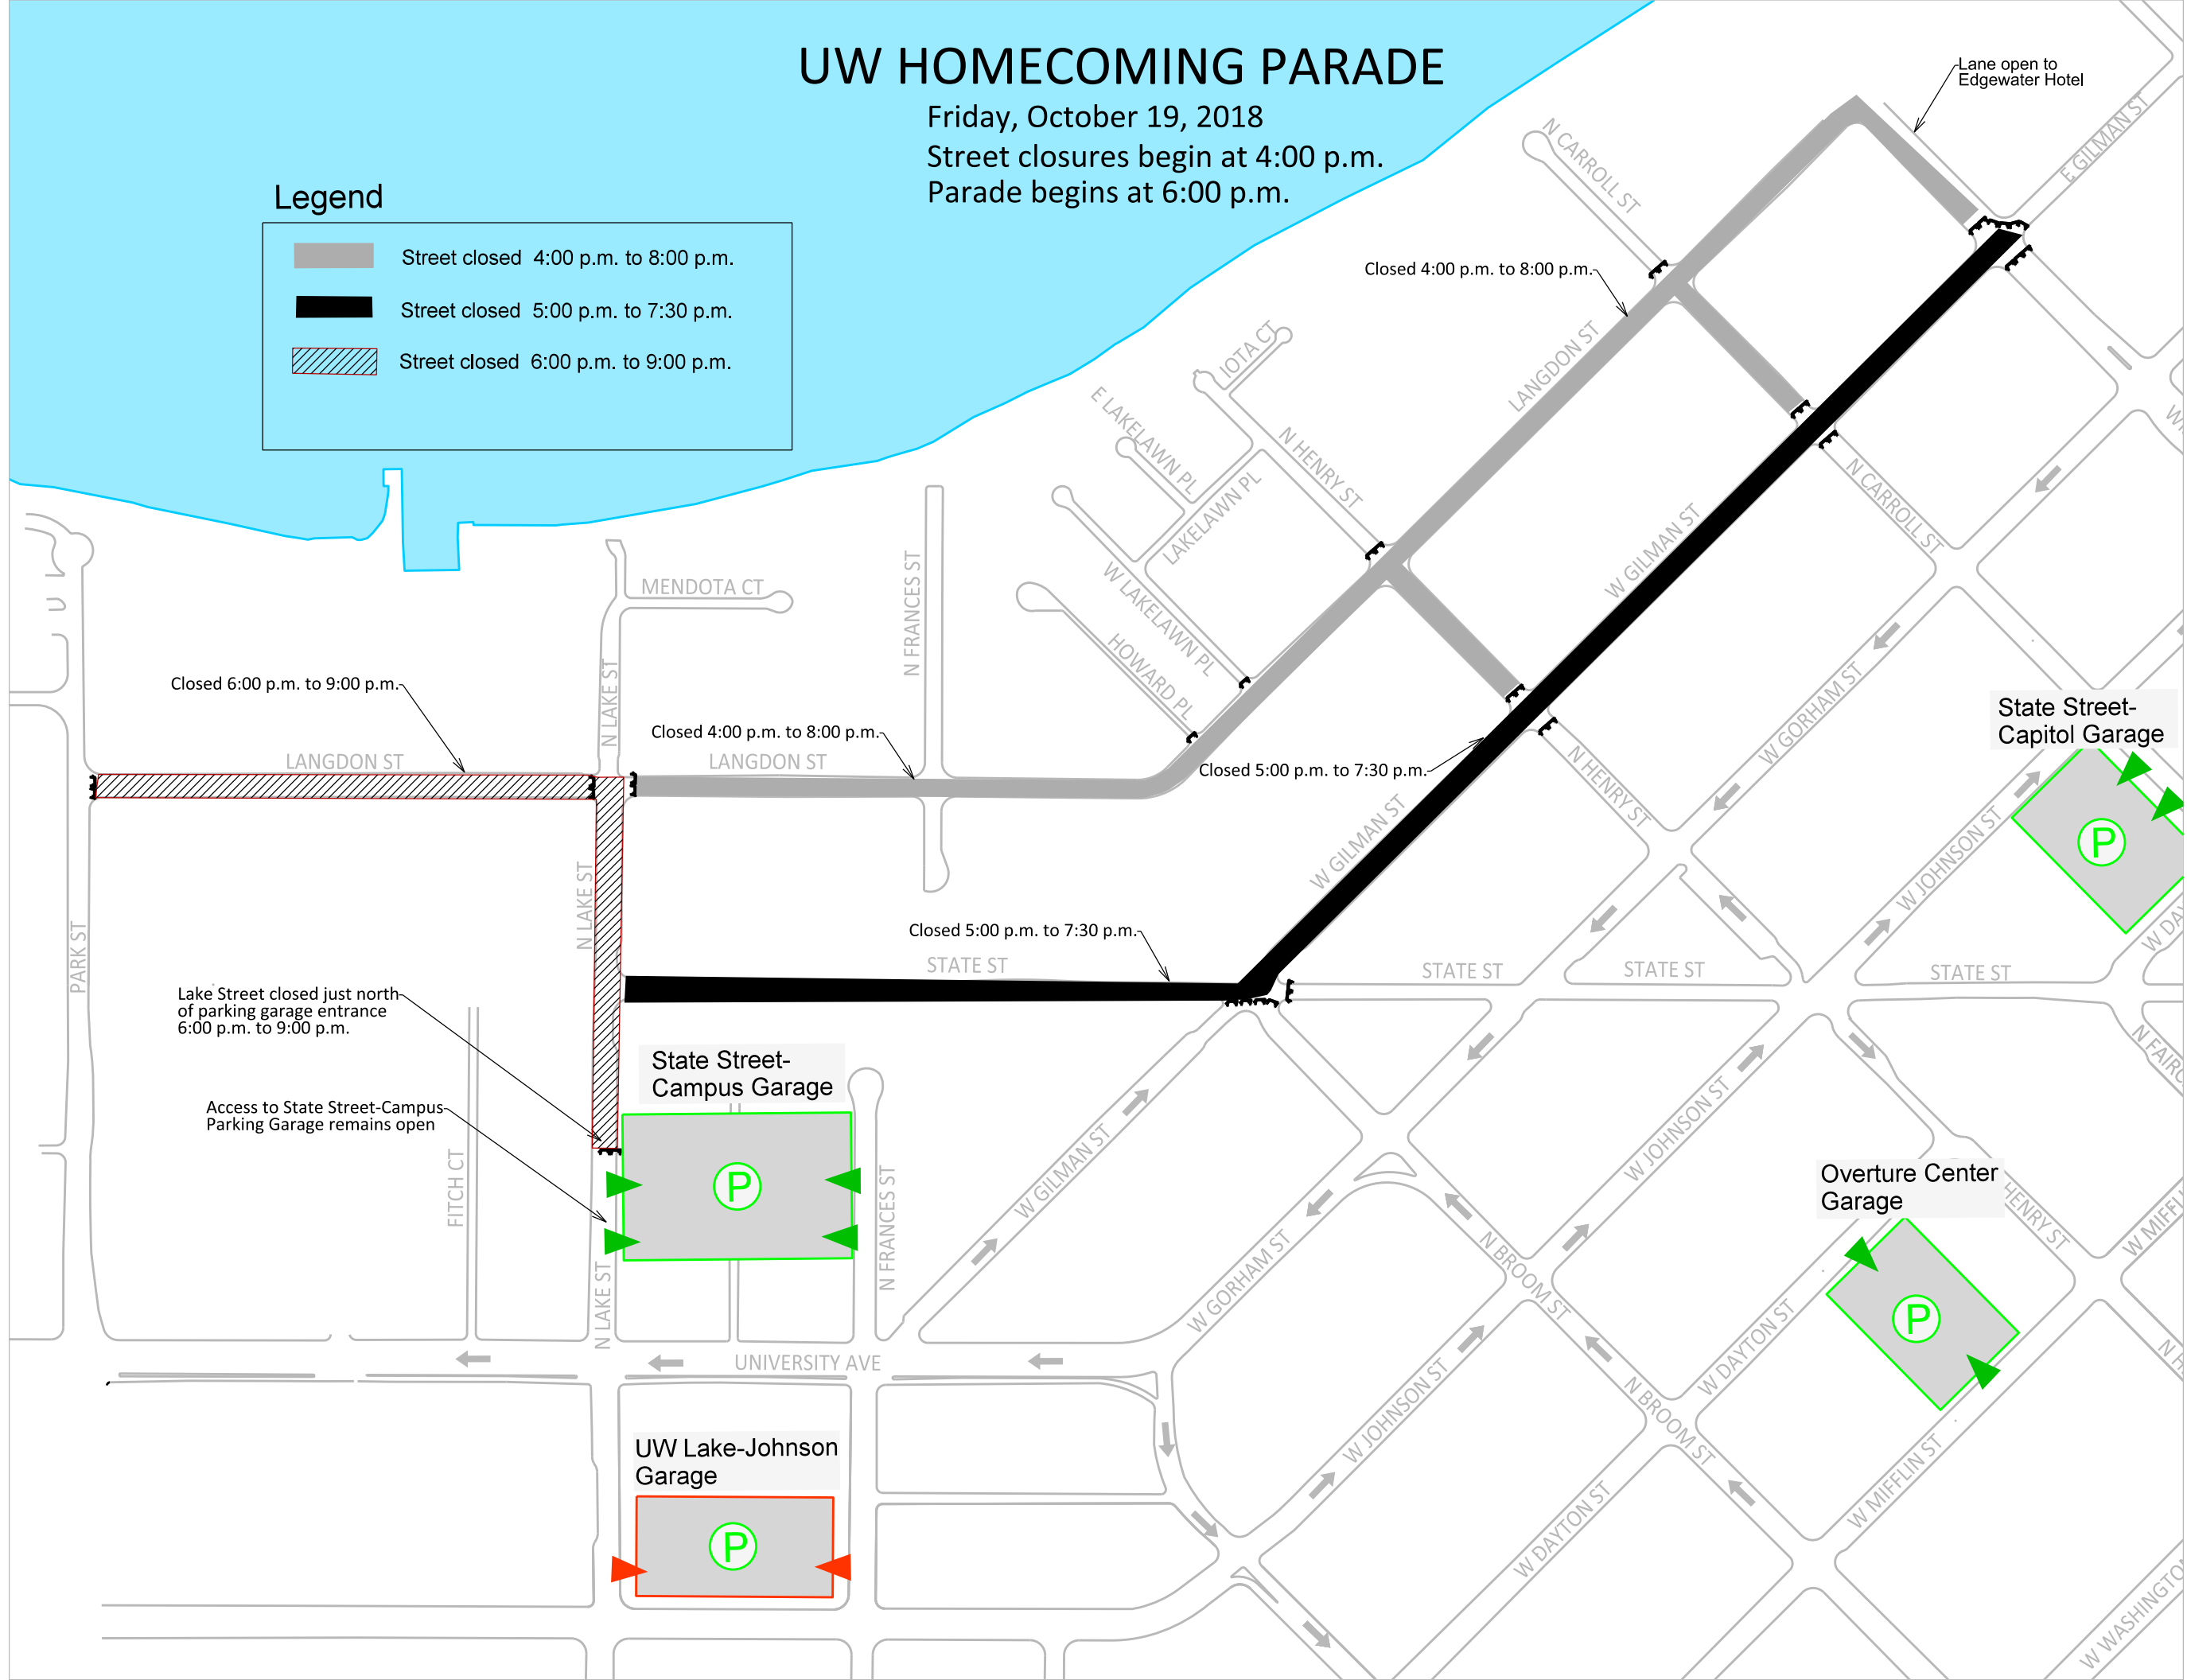 UW HOMECOMING PARADE
Friday, October 19, 2018
Street closures begin at 4:00 p.m.
Parade begins at 6:00 p.m.
Lane open to
Edgewater Hotel
Legend
Street closed 4:00 p.m. to 8:00 p.m.
Street closed 5:00 p.m. to 7:30 p.m.
Street closed 6:00 p.m. to 9:00 p.m.
N CARROLL ST
E GILMAN ST
Closed 4:00 p.m. to 8:00 p.m.
IOTA CT
LANGDON ST
E LAKELAWN PL
N HENRY ST
LAKELAWN PL
N CARROLL ST
W GILMAN ST
MENDOTA CT
N FRANCES ST
W LAKELAWN PL
HOWARD PL
N LAKE ST
Closed 6:00 p.m. to 9:00 p.m.
Closed 4:00 p.m. to 8:00 p.m.
LANGDON ST
LANGDON ST
Closed 5:00 p.m. to 7:30 p.m.
W GORHAM ST
State Street-
Capitol Garage
P
N HENRY ST
W GILMAN ST
W JOHNSON ST
W DA
N LAKE ST
PARK ST
Closed 5:00 p.m. to 7:30 p.m.
STATE ST
STATE ST
STATE ST
STATE ST
Lake Street closed just north
of parking garage entrance
6:00 p.m. to 9:00 p.m.
State Street-
Campus Garage
P
Access to State Street-Campus
Parking Garage remains open
N FAIRC
FITCH CT
N LAKE ST
N FRANCES ST
W GILMAN ST
W JOHNSON ST
Overture Center
Garage
P
HENRY ST
W MIFFL
W GORHAM ST
N BROOM ST
W DAYTON ST
N H
UNIVERSITY AVE
W JOHNSON ST
N BROOM ST
UW Lake-Johnson
Garage
P
W MIFFLIN ST
W DAYTON ST
W WASHINGTO